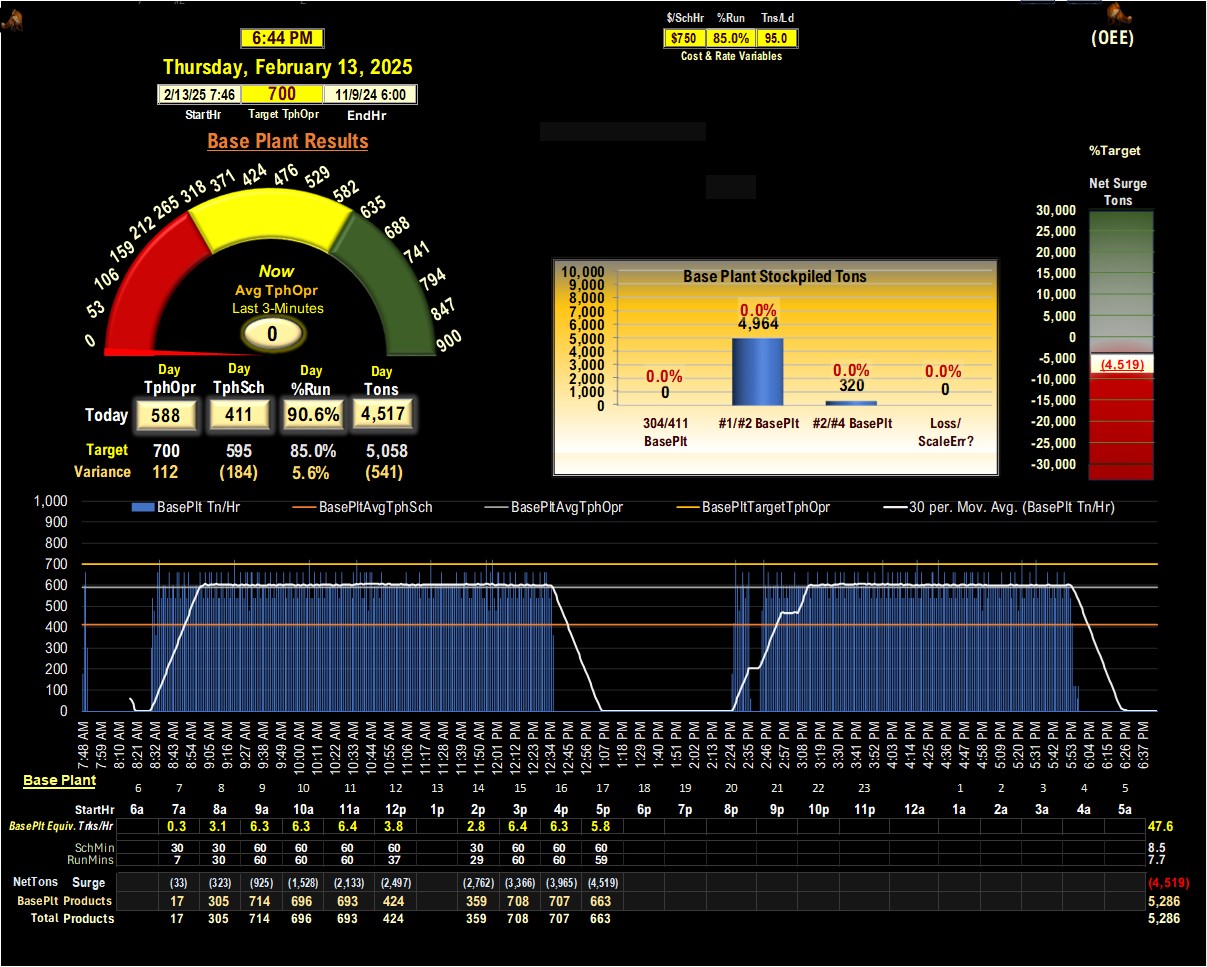 $/SchHr %Run Tns/Ld
6:44 PM
$750 85.0% 95.0
(OEE)
Cost & Rate Variables
Thursday, February 13, 2025
2/13/25 7:46 700 11/9/24 6:00
StartHr Target TphOpr EndHr
Base Plant Results
%Target
Net Surge
Tons
0 53 106 159 212 265 318 371 424 476 529 582 635 688 741 794 847 900
Now
Avg TphOpr
Last 3-Minutes
0
Day Day Day Day
TphOpr TphSch %Run Tons
Today 588 411 90.6% 4,517
Target 700 595 85.0% 5,058
Variance 112 (184) 5.6% (541)
Base Plant Stockpiled Tons
10,000
9,000
8,000
7,000
6,000
5,000
4,000
3,000
2,000
1,000
0
0.0% 0.0% 0.0% 0.0%
0 4,964 320 0
304/411 #1/#2 BasePlt #2/#4 BasePlt Loss/
BasePlt ScaleErr?
30,000
25,000
20,000
15,000
10,000
5,000
0
-5,000
(4,519)
-10,000
-15,000
-20,000
-25,000
-30,000
BasePlt Tn/Hr BasePltAvgTphSch BasePltAvgTphOpr BasePltTargetTphOpr 30 per. Mov. Avg. (BasePlt Tn/Hr)
1,000
900
800
700
600
500
400
300
200
100
0
7:48 AM 7:59 AM 8:10 AM 8:21 AM 8:32 AM 8:43 AM 8:54 AM 9:05 AM 9:16 AM 9:27 AM 9:38 AM 9:49 AM 10:00 AM 10:11 AM 10:22 AM 10:33 AM 10:44 AM 10:55 AM 11:06 AM 11:17 AM 11:28 AM 11:39 AM 11:50 AM 12:01 PM 12:12 PM 12:23 PM 12:34 PM 12:45 PM 12:56 PM 1:07 PM 1:18 PM 1:29 PM 1:40 PM 1:51 PM 2:02 PM 2:13 PM 2:24 PM 2:35 PM 2:46 PM 2:57 PM 3:08 PM 3:19 PM 3:30 PM 3:41 PM 3:52 PM 4:03 PM 4:14 PM 4:25 PM 4:36 PM 4:47 PM 4:58 PM 5:09 PM 5:20 PM 5:31 PM 5:42 PM 5:53 PM 6:04 PM 6:15 PM 6:26 PM 6:37 PM
Base Plant
6 7 8 9 10 11 12 13 14 15 16 17 18 19 20 21 22 23 1 2 3 4 5
StartHr 6a 7a 8a 9a 10a 11a 12p 1p 2p 3p 4p 5p 6p 7p 8p 9p 10p 11p 12a 1a 2a 3a 4a 5a
BasePlt Equiv. Trks/Hr 0.3 3.1 6.3 6.3 6.4 3.8 2.8 6.4 6.3 5.8 47.6
SchMin 30 30 60 60 60 60 30 60 60 60 8.5
RunMins 7 30 60 60 60 37 29 60 60 59 7.7
NetTons Surge (33) (323) (925) (1,528) (2,133) (2,497) (2,762) (3,366) (3,965) (4,519) (4,519)
BasePlt Products 17 305 714 696 693 424 359 708 707 663 5,286
Total Products 17 305 714 696 693 424 359 708 707 663 5,286